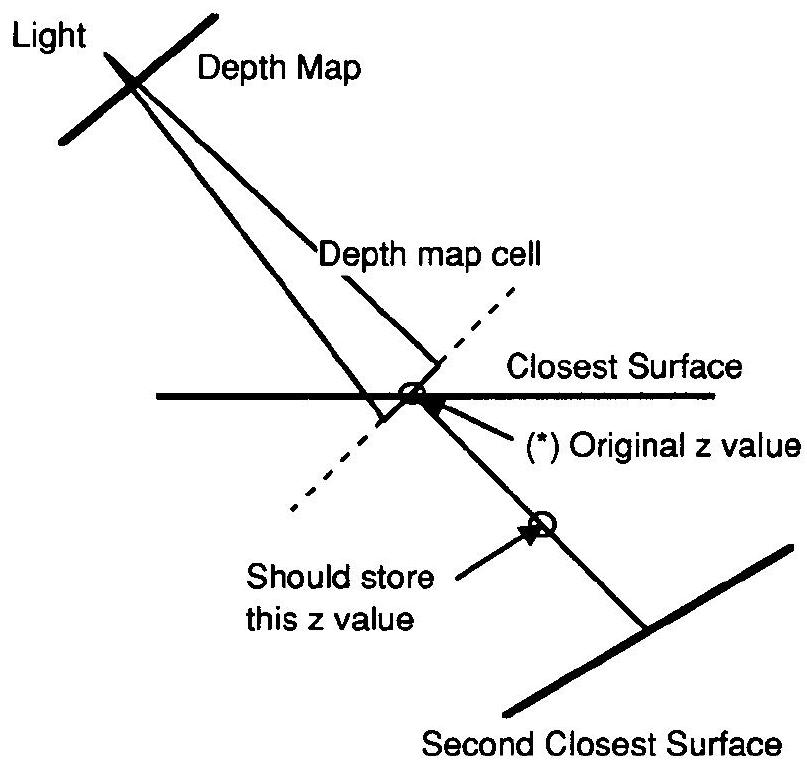 Light
Depth Map
Depth map cell
Closest Surface
(*) Original z value
Should store
this z value
Second Closest Surface